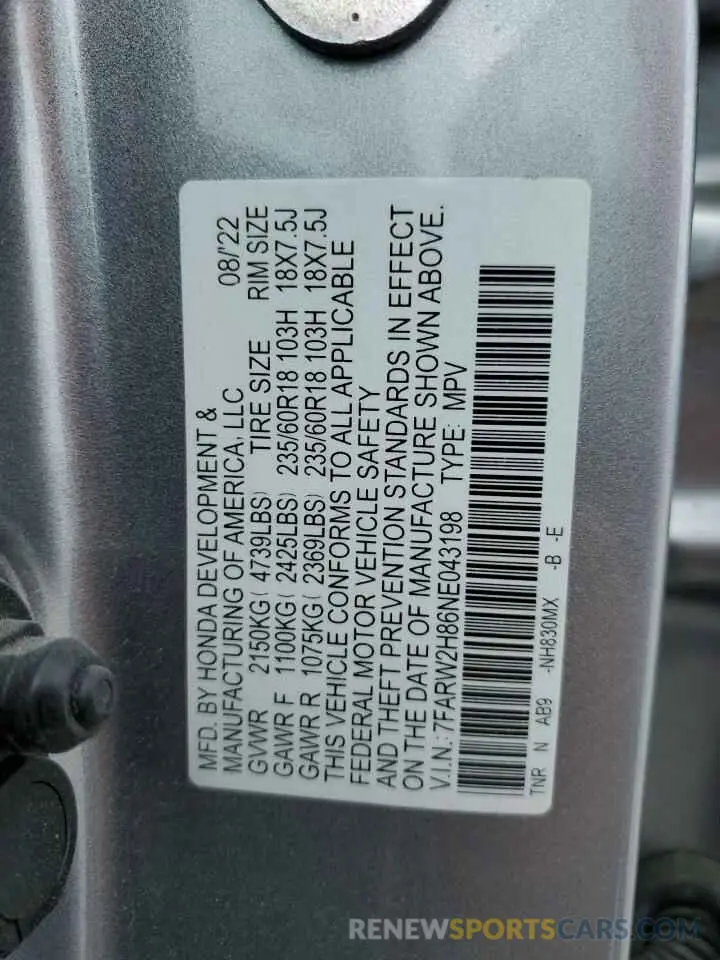 MFD. BY HONDA DEVELOPMENT & 08/'22
MANUFACTURING OF AMERICA, LLC
GVWR 2150KG( 4739LBS) TIRE SIZE RIM SIZE
GAWR F 1100KG( 2425LBS) 235/60R18 103H 18X7.5J
GAWR R 1075KG( 2369LBS) 235/60R18 103H 18X7.5J
THIS VEHICLE CONFORMS TO ALL APPLICABLE
FEDERAL MOTOR VEHICLE SAFETY
AND THEFT PREVENTION STANDARDS IN EFFECT
ON THE DATE OF MANUFACTURE SHOWN ABOVE.
V.I.N.:7FARW2H86NE043198 TYPE: MPV
TNR N AB9 -NH830MX -B -E
RENEWSPORTSCARS.COM